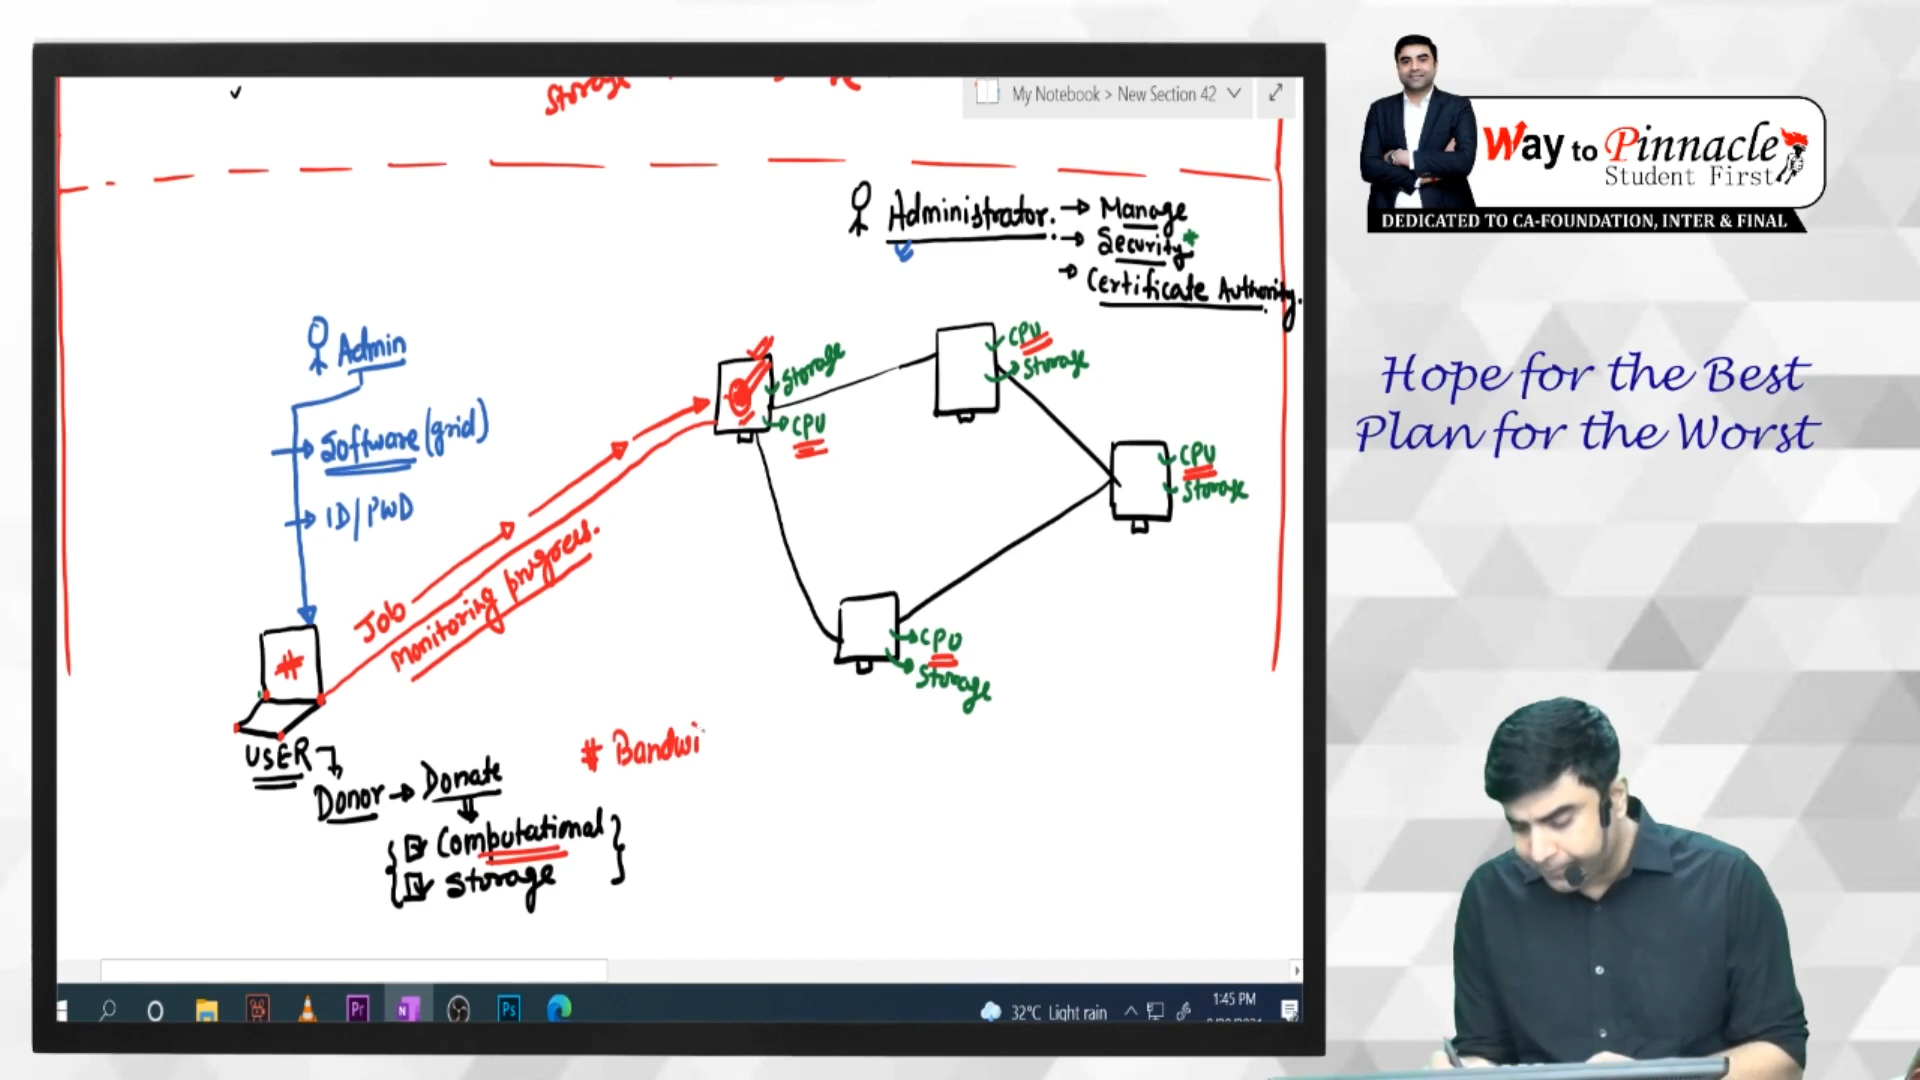 Storage
My Notebook > New Section 42
Administrator. → Manage
→ Security *
→ Certificate Authority.
Admin
Software (grid)
ID/PWD
Storage
CPU
CPU
Storage
CPU
Storage
CPU
Storage
Job
Monitoring progress.
#
USER
Donor → Donate
Computational
Storage
# Bandwi
Pr
N
Ps
32°C Light rain
1:45 PM
Way to Pinnacle
Student First
DEDICATED TO CA-FOUNDATION, INTER & FINAL
Hope for the Best
Plan for the Worst